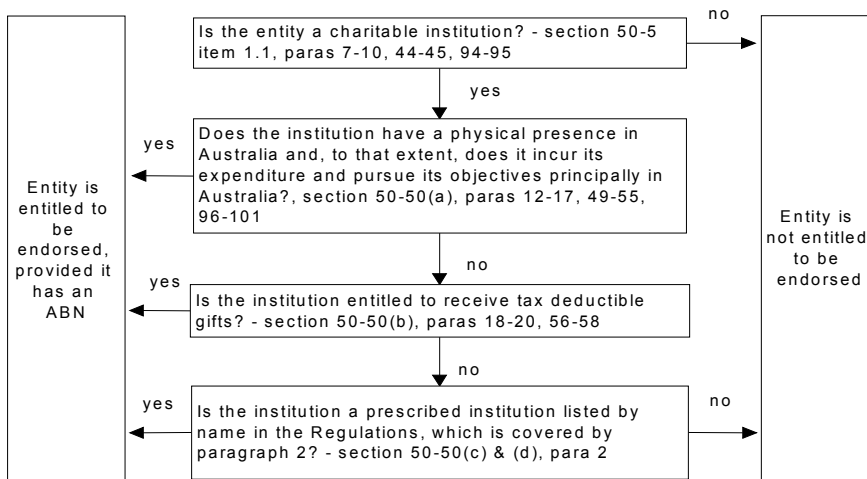 Is the entity a charitable institution? - section 50-5
item 1.1, paras 7-10, 44-45, 94-95
no
yes
Does the institution have a physical presence in
Australia and, to that extent, does it incur its
expenditure and pursue its objectives principally in
Australia?, section 50-50(a), paras 12-17, 49-55,
96-101
yes
Entity is
entitled to
be
endorsed,
provided it
has an
ABN
Entity is
not entitled
to be
endorsed
no
yes
Is the institution entitled to receive tax deductible
gifts? - section 50-50(b), paras 18-20, 56-58
no
yes
Is the institution a prescribed institution listed by
name in the Regulations, which is covered by
paragraph 2? - section 50-50(c) & (d), para 2
no